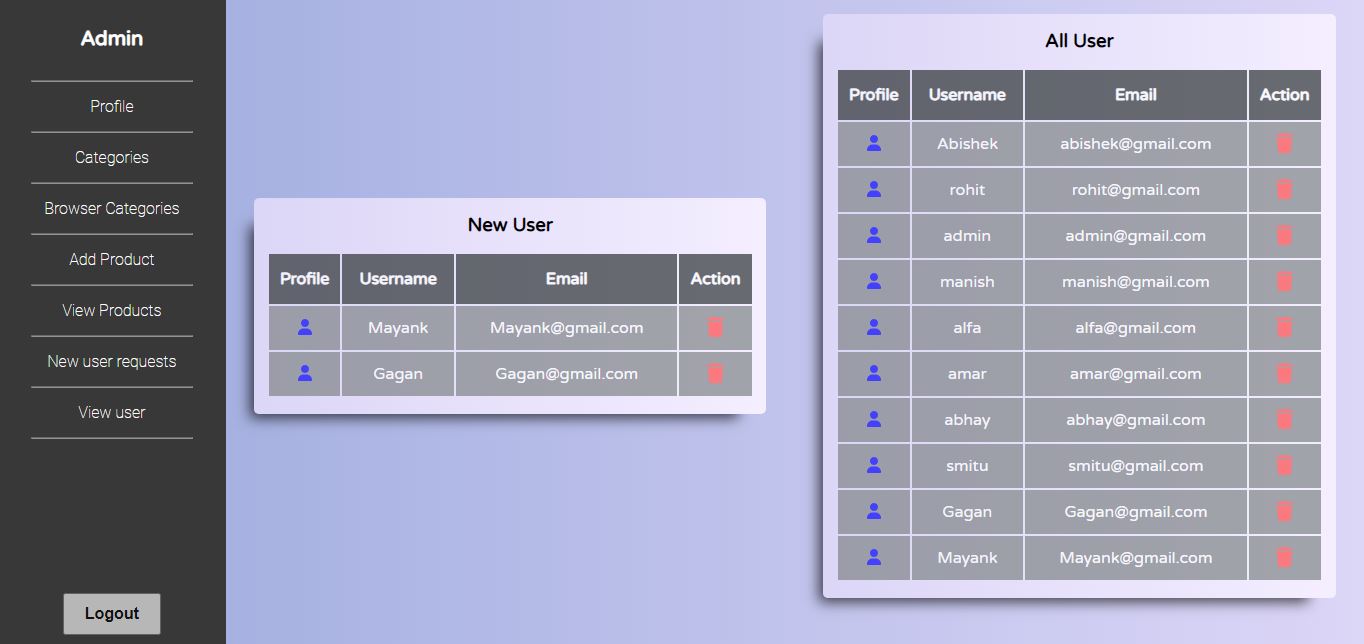 Admin
Profile
Categories
Browser Categories
Add Product
View Products
New user requests
View user
Logout
New User
Profile Username Email Action
Mayank Mayank@gmail.com
Gagan Gagan@gmail.com
All User
Profile Username Email Action
Abishek abishek@gmail.com
rohit rohit@gmail.com
admin admin@gmail.com
manish manish@gmail.com
alfa alfa@gmail.com
amar amar@gmail.com
abhay abhay@gmail.com
smitu smitu@gmail.com
Gagan Gagan@gmail.com
Mayank Mayank@gmail.com